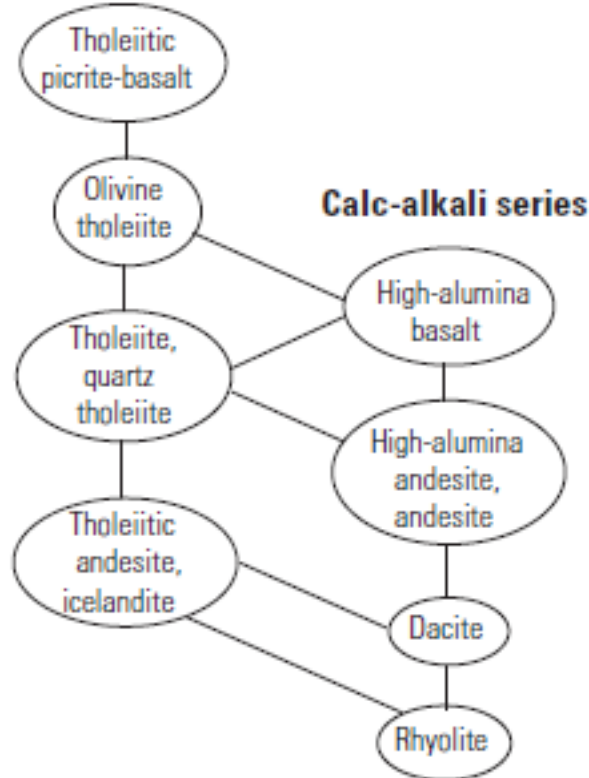 Tholeiitic
picrite-basalt
Olivine
tholeiite
Calc-alkali series
High-alumina
basalt
Tholeiite,
quartz
tholeiite
High-alumina
andesite,
andesite
Tholeiitic
andesite,
icelandite
Dacite
Rhyolite